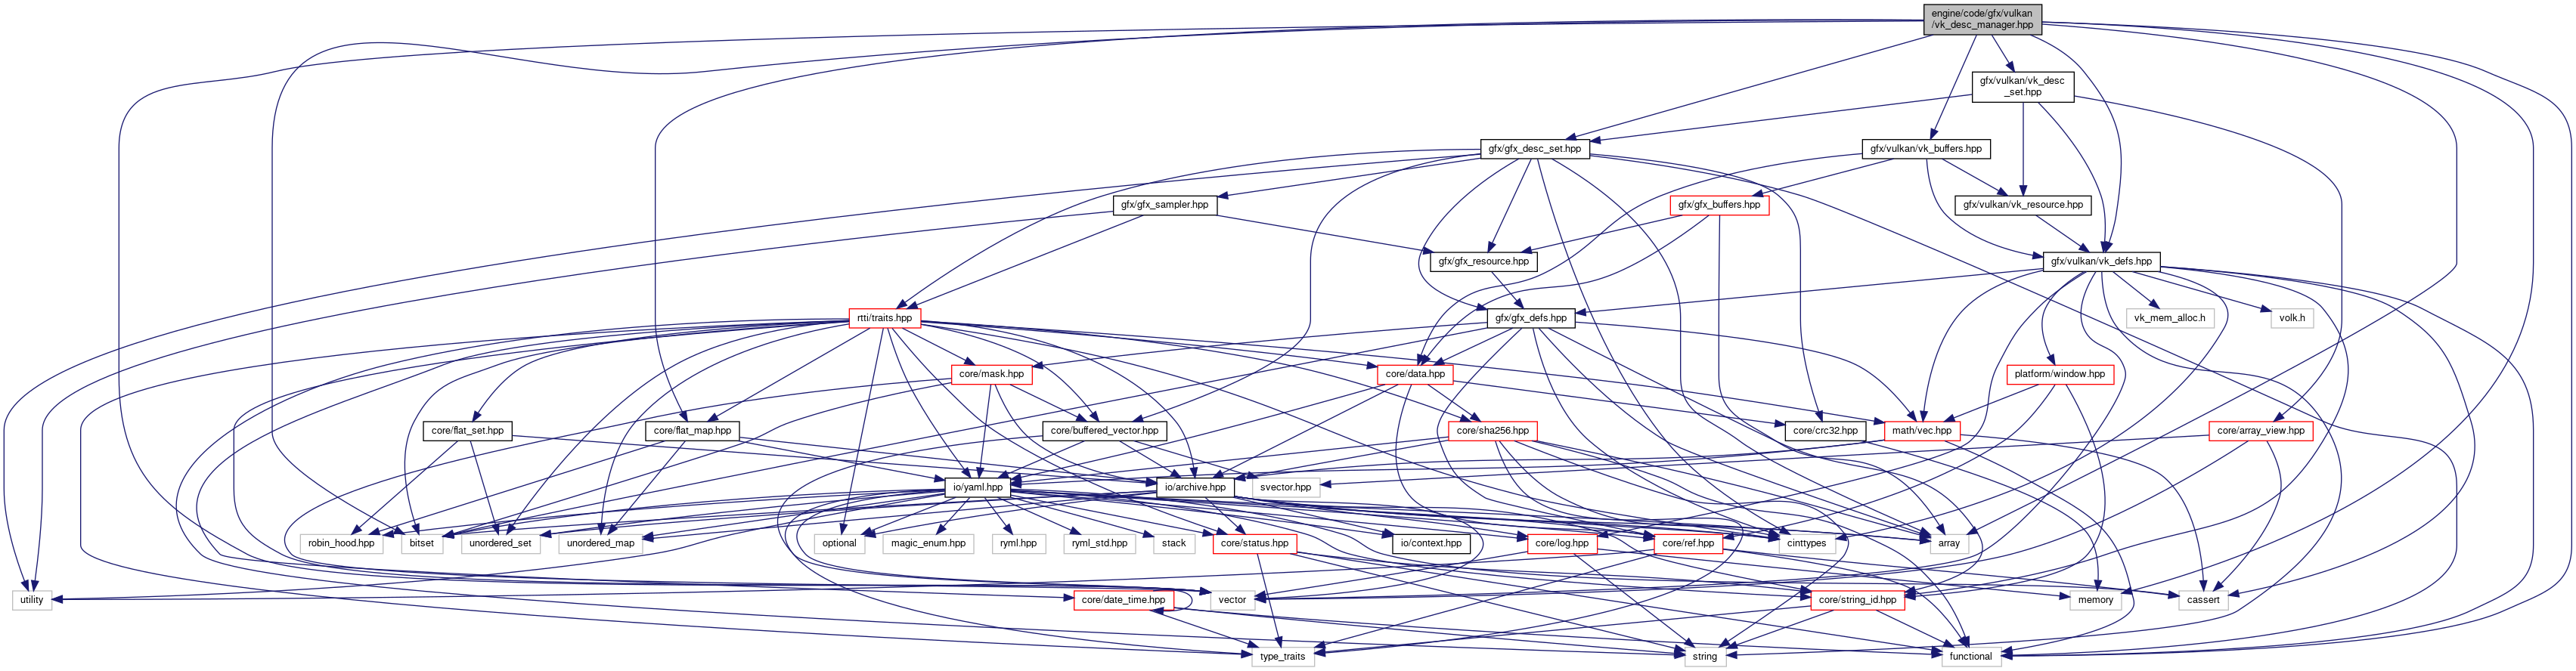 engine/code/gfx/vulkan
/vk_desc_manager.hpp
gfx/vulkan/vk_desc
_set.hpp
gfx/gfx_desc_set.hpp
gfx/vulkan/vk_buffers.hpp
gfx/gfx_sampler.hpp
gfx/gfx_buffers.hpp
gfx/vulkan/vk_resource.hpp
gfx/gfx_resource.hpp
gfx/vulkan/vk_defs.hpp
rtti/traits.hpp
gfx/gfx_defs.hpp
vk_mem_alloc.h
volk.h
core/mask.hpp
core/data.hpp
platform/window.hpp
core/flat_set.hpp
core/flat_map.hpp
core/buffered_vector.hpp
core/sha256.hpp
core/crc32.hpp
math/vec.hpp
core/array_view.hpp
io/yaml.hpp
io/archive.hpp
svector.hpp
robin_hood.hpp
bitset
unordered_set
unordered_map
optional
magic_enum.hpp
ryml.hpp
ryml_std.hpp
stack
core/status.hpp
io/context.hpp
core/log.hpp
core/ref.hpp
cinttypes
array
utility
core/date_time.hpp
vector
core/string_id.hpp
memory
cassert
type_traits
string
functional